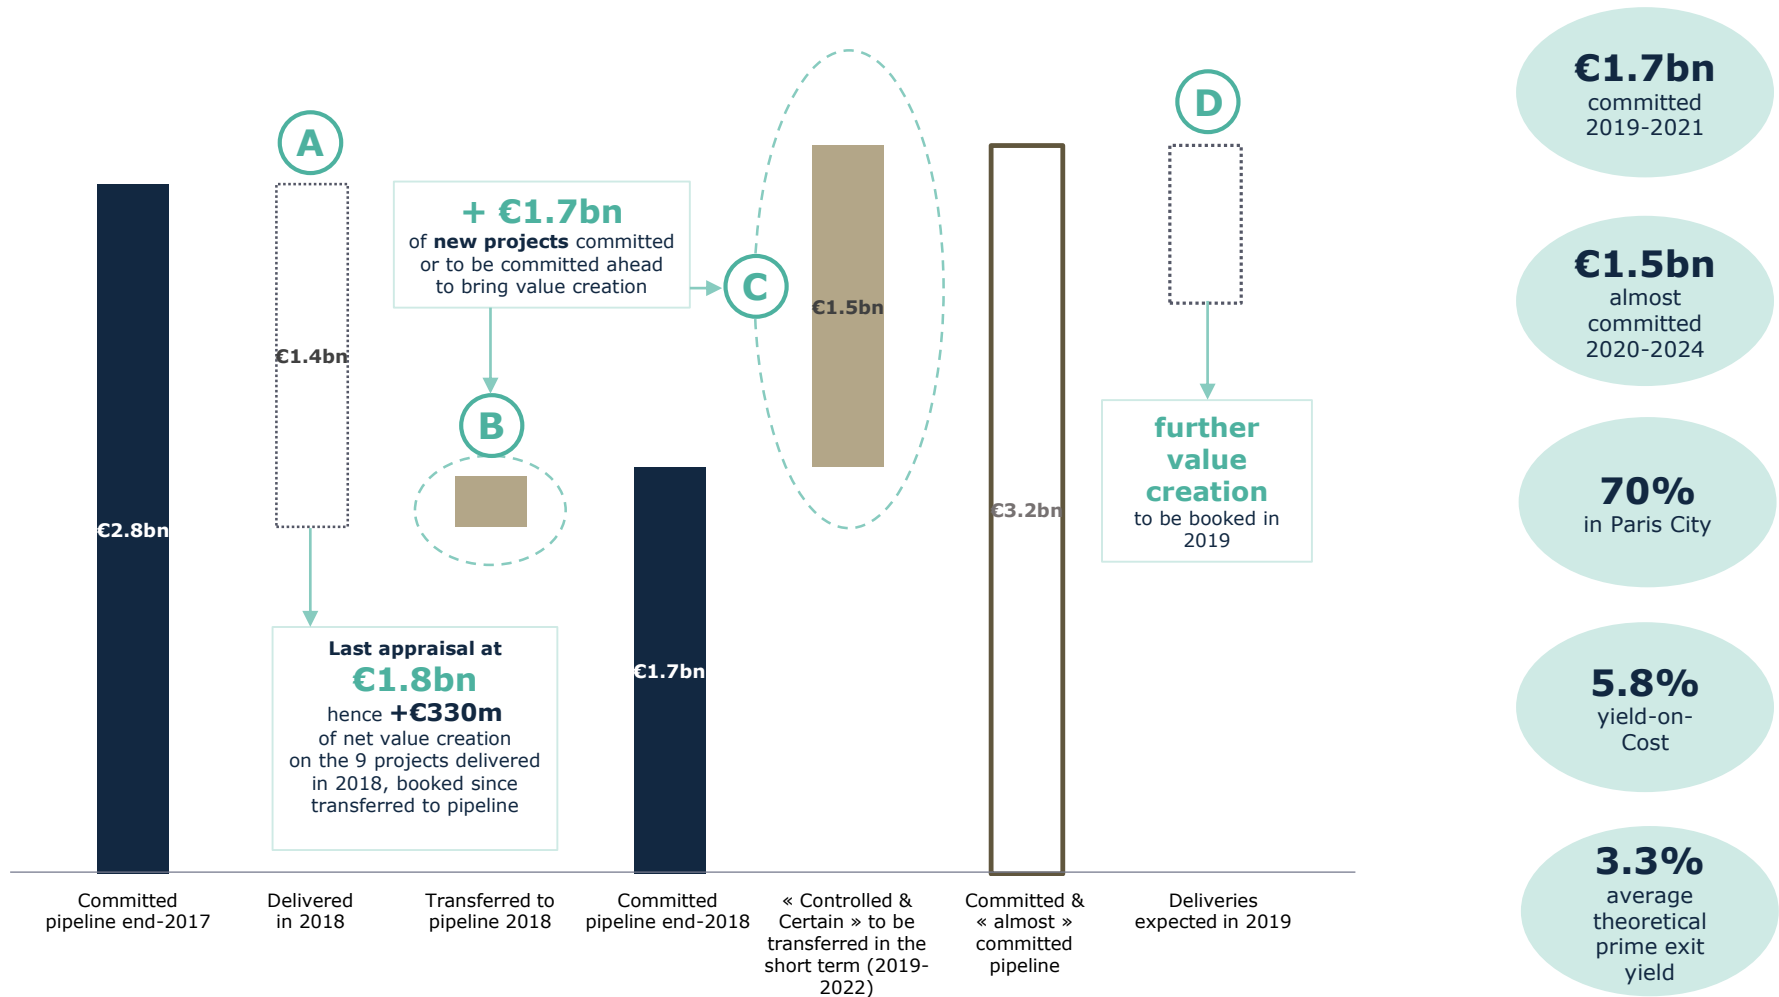 A
D
+ €1.7bn
of new projects committed
or to be committed ahead
to bring value creation
C
B
€2.8bn
€1.4bn
€1.7bn
€1.5bn
€3.2bn
Last appraisal at
€1.8bn
hence +€330m
of net value creation
on the 9 projects delivered
in 2018, booked since
transferred to pipeline
further
value
creation
to be booked in
2019
Committed
pipeline end-2017
Delivered
in 2018
Transferred to
pipeline 2018
Committed
pipeline end-2018
« Controlled &
Certain » to be
transferred in the
short term (2019-
2022)
Committed &
« almost »
committed
pipeline
Deliveries
expected in 2019
€1.7bn
committed
2019-2021
€1.5bn
almost
committed
2020-2024
70%
in Paris City
5.8%
yield-on-
Cost
3.3%
average
theoretical
prime exit
yield